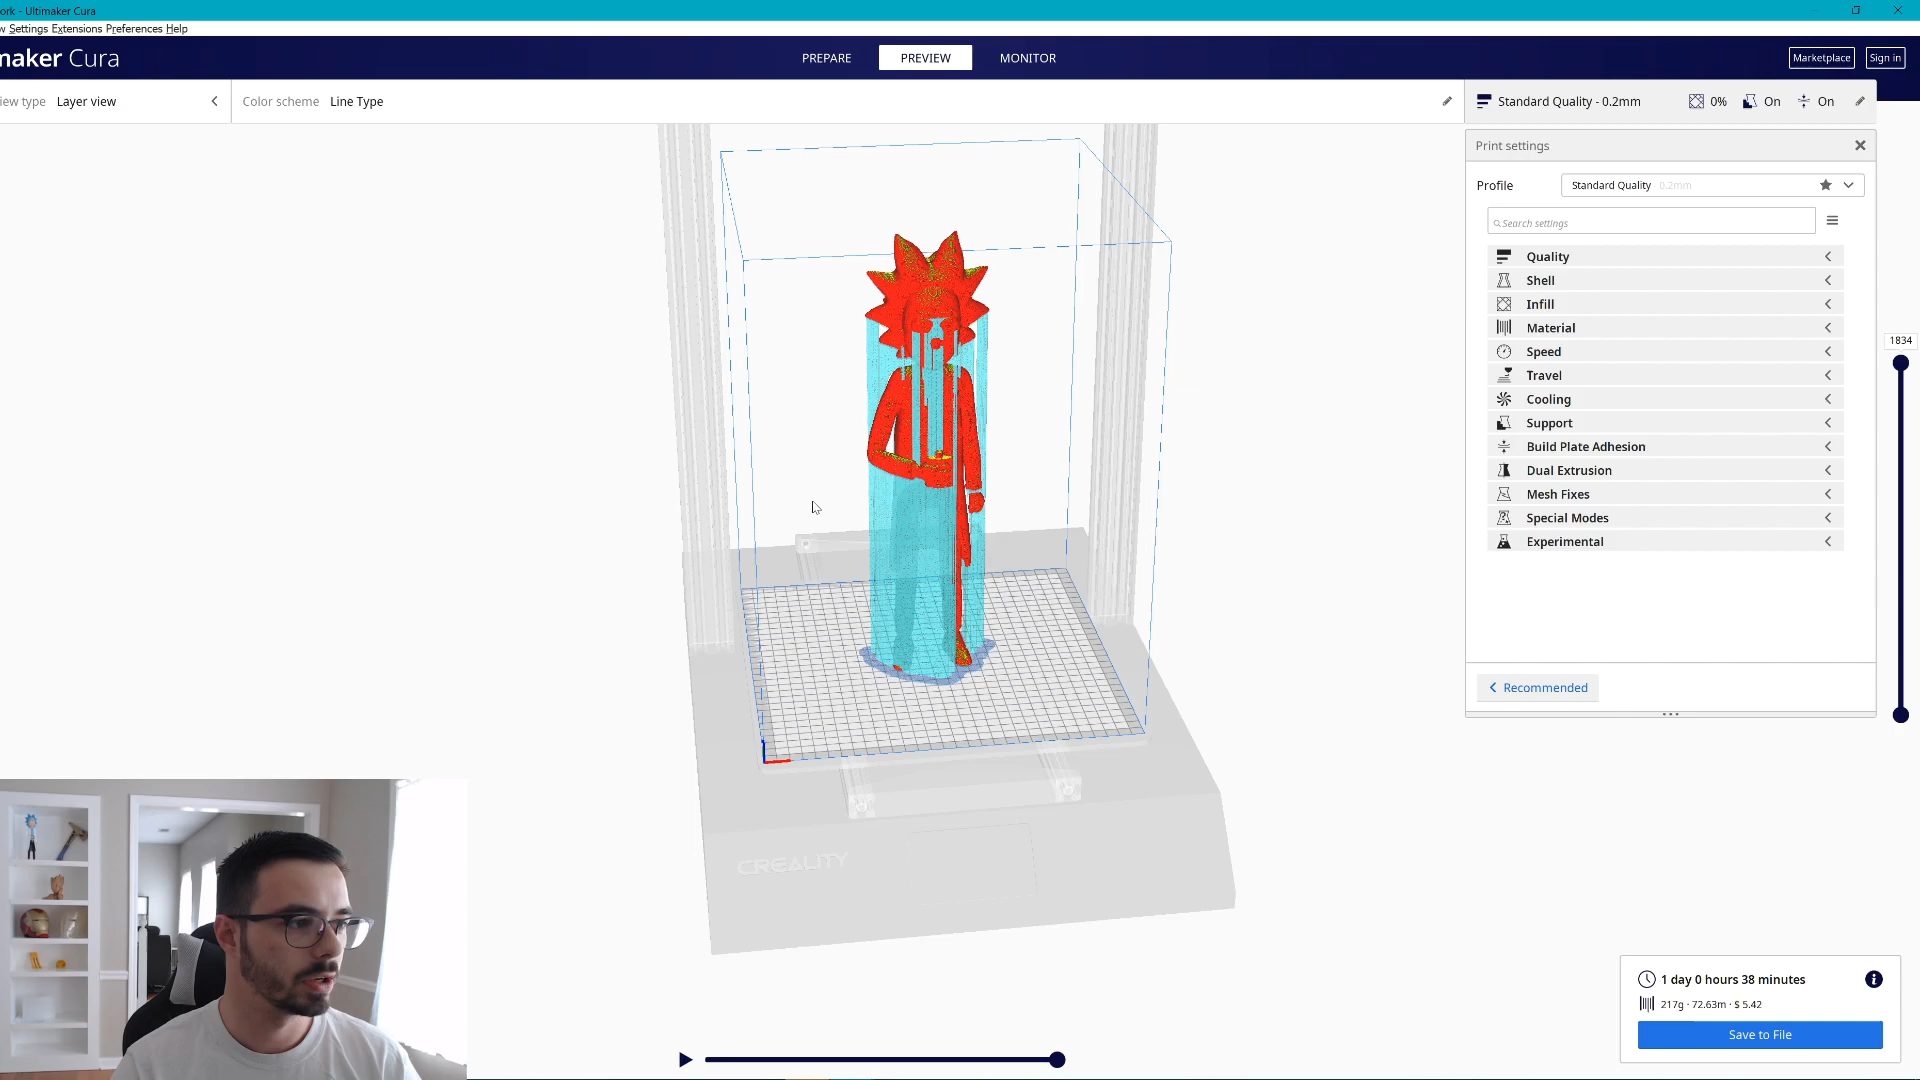 ork - Ultimaker Cura
w Settings Extensions Preferences Help
maker Cura
PREPARE
PREVIEW
MONITOR
Marketplace
Sign in
iew type Layer view
Color scheme Line Type
Standard Quality - 0.2mm
0%
On
On
Print settings
Profile
Standard Quality 0.2mm
Search settings
Quality
Shell
Infill
Material
Speed
Travel
Cooling
Support
Build Plate Adhesion
Dual Extrusion
Mesh Fixes
Special Modes
Experimental
Recommended
1834
CREALITY
1 day 0 hours 38 minutes
217g · 72.63m · $ 5.42
Save to File